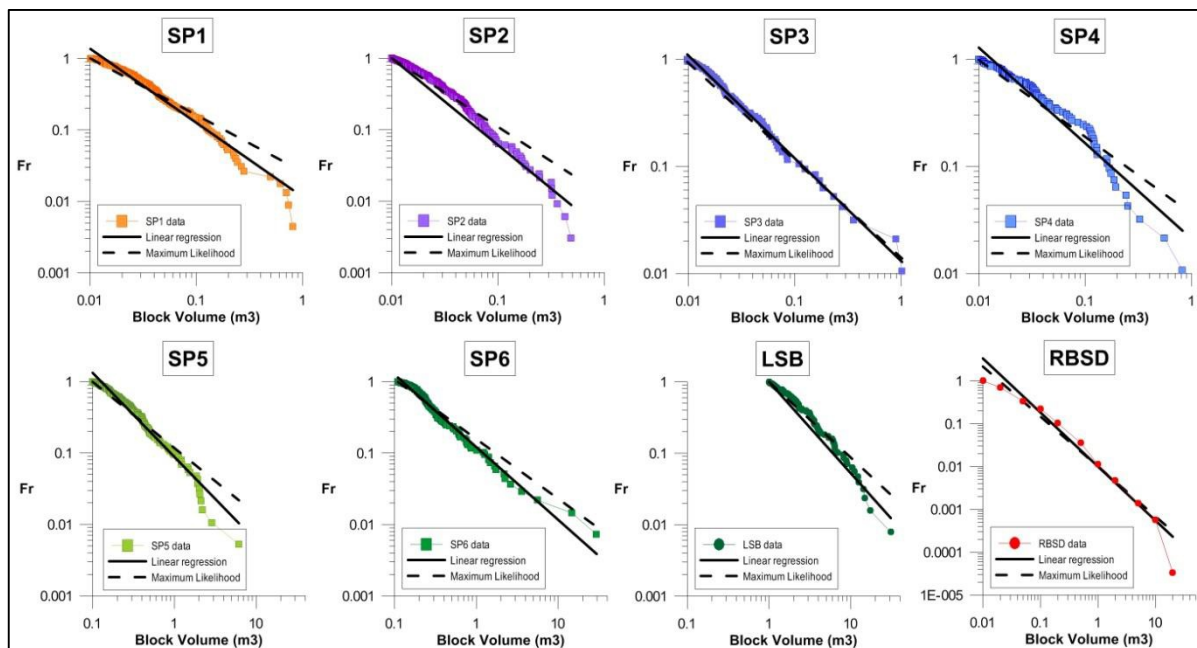 SP1
1
0.1
Fr
0.01
0.001
SP1 data
Linear regression
Maximum Likelihood
0.01
0.1
1
Block Volume (m3)
SP2
1
0.1
Fr
0.01
0.001
SP2 data
Linear regression
Maximum Likelihood
0.01
0.1
1
Block Volume (m3)
SP3
1
0.1
Fr
0.01
SP3 data
Linear regression
Maximum Likelihood
0.01
0.1
1
Block Volume (m3)
SP4
1
0.1
Fr
0.01
SP4 data
Linear regression
Maximum Likelihood
0.01
0.1
1
Block Volume (m3)
SP5
1
0.1
Fr
0.01
0.001
SP5 data
Linear regression
Maximum Likelihood
0.1
1
10
Block Volume (m3)
SP6
1
0.1
Fr
0.01
0.001
SP6 data
Linear regression
Maximum Likelihood
0.1
1
10
Block Volume (m3)
LSB
1
0.1
Fr
0.01
0.001
LSB data
Linear regression
Maximum Likelihood
0.1
1
10
Block Volume (m3)
RBSD
1
0.1
Fr
0.01
0.001
0.0001
1E-005
RBSD data
Linear regression
Maximum Likelihood
0.01
0.1
1
10
Block Volume (m3)